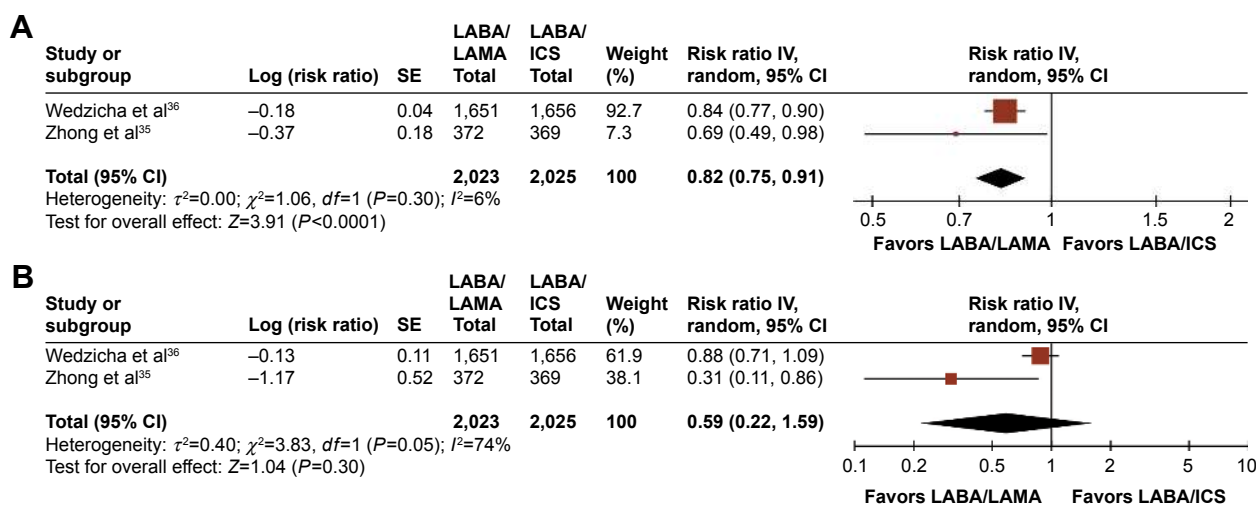 A
Study or subgroup Log (risk ratio) SE LABA/LAMA Total LABA/ICS Total Weight (%) Risk ratio IV, random, 95% CI Risk ratio IV, random, 95% CI
Wedzicha et al36 –0.18 0.04 1,651 1,656 92.7 0.84 (0.77, 0.90)
Zhong et al35 –0.37 0.18 372 369 7.3 0.69 (0.49, 0.98)
Total (95% CI) 2,023 2,025 100 0.82 (0.75, 0.91)
Heterogeneity: τ²=0.00; χ²=1.06, df=1 (P=0.30); I²=6%
Test for overall effect: Z=3.91 (P<0.0001)
0.5 0.7 1 1.5 2
Favors LABA/LAMA Favors LABA/ICS
B
Study or subgroup Log (risk ratio) SE LABA/LAMA Total LABA/ICS Total Weight (%) Risk ratio IV, random, 95% CI Risk ratio IV, random, 95% CI
Wedzicha et al36 –0.13 0.11 1,651 1,656 61.9 0.88 (0.71, 1.09)
Zhong et al35 –1.17 0.52 372 369 38.1 0.31 (0.11, 0.86)
Total (95% CI) 2,023 2,025 100 0.59 (0.22, 1.59)
Heterogeneity: τ²=0.40; χ²=3.83, df=1 (P=0.05); I²=74%
Test for overall effect: Z=1.04 (P=0.30)
0.1 0.2 0.5 1 2 5 10
Favors LABA/LAMA Favors LABA/ICS